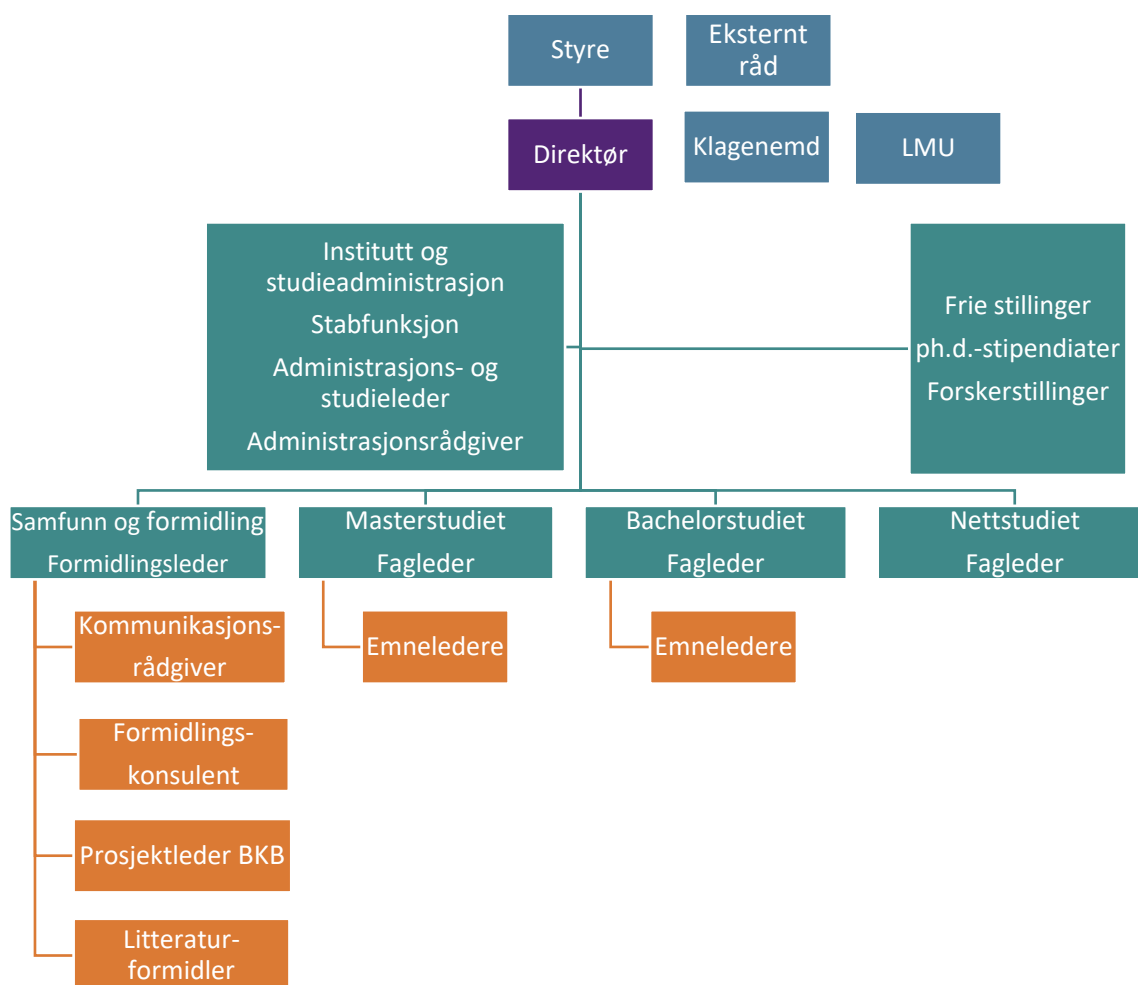 Styre
Eksternt
råd
Direktør
Klagenemd
LMU
Institutt og
studieadministrasjon
Stabfunksjon
Administrasjons- og
studieleder
Administrasjonsrådgiver
Frie stillinger
ph.d.-stipendiater
Forskerstillinger
Samfunn og formidling
Formidlingsleder
Masterstudiet
Fagleder
Bachelorstudiet
Fagleder
Nettstudiet
Fagleder
Kommunikasjons-
rådgiver
Emneledere
Emneledere
Formidlings-
konsulent
Prosjektleder BKB
Litteratur-
formidler